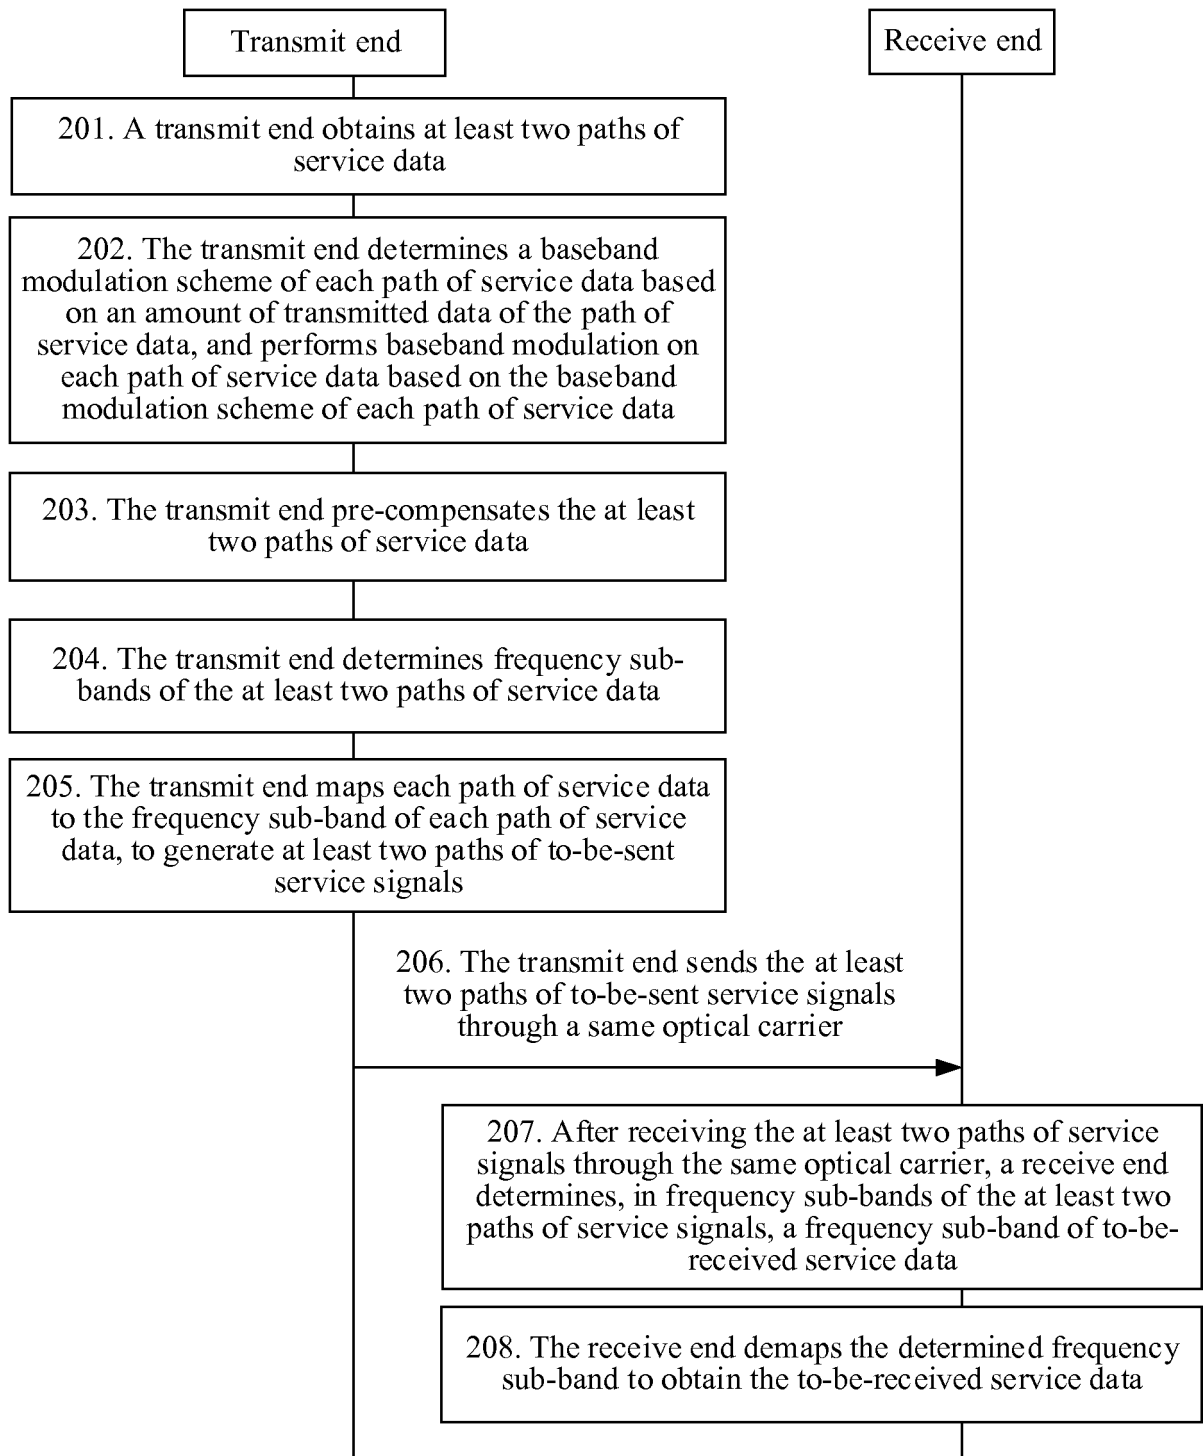 Transmit end
Receive end
201. A transmit end obtains at least two paths of
service data
202. The transmit end determines a baseband
modulation scheme of each path of service data based
on an amount of transmitted data of the path of
service data, and performs baseband modulation on
each path of service data based on the baseband
modulation scheme of each path of service data
203. The transmit end pre-compensates the at least
two paths of service data
204. The transmit end determines frequency sub-
bands of the at least two paths of service data
205. The transmit end maps each path of service data
to the frequency sub-band of each path of service
data, to generate at least two paths of to-be-sent
service signals
206. The transmit end sends the at least
two paths of to-be-sent service signals
through a same optical carrier
207. After receiving the at least two paths of service
signals through the same optical carrier, a receive end
determines, in frequency sub-bands of the at least two
paths of service signals, a frequency sub-band of to-be-
received service data
208. The receive end demaps the determined frequency
sub-band to obtain the to-be-received service data